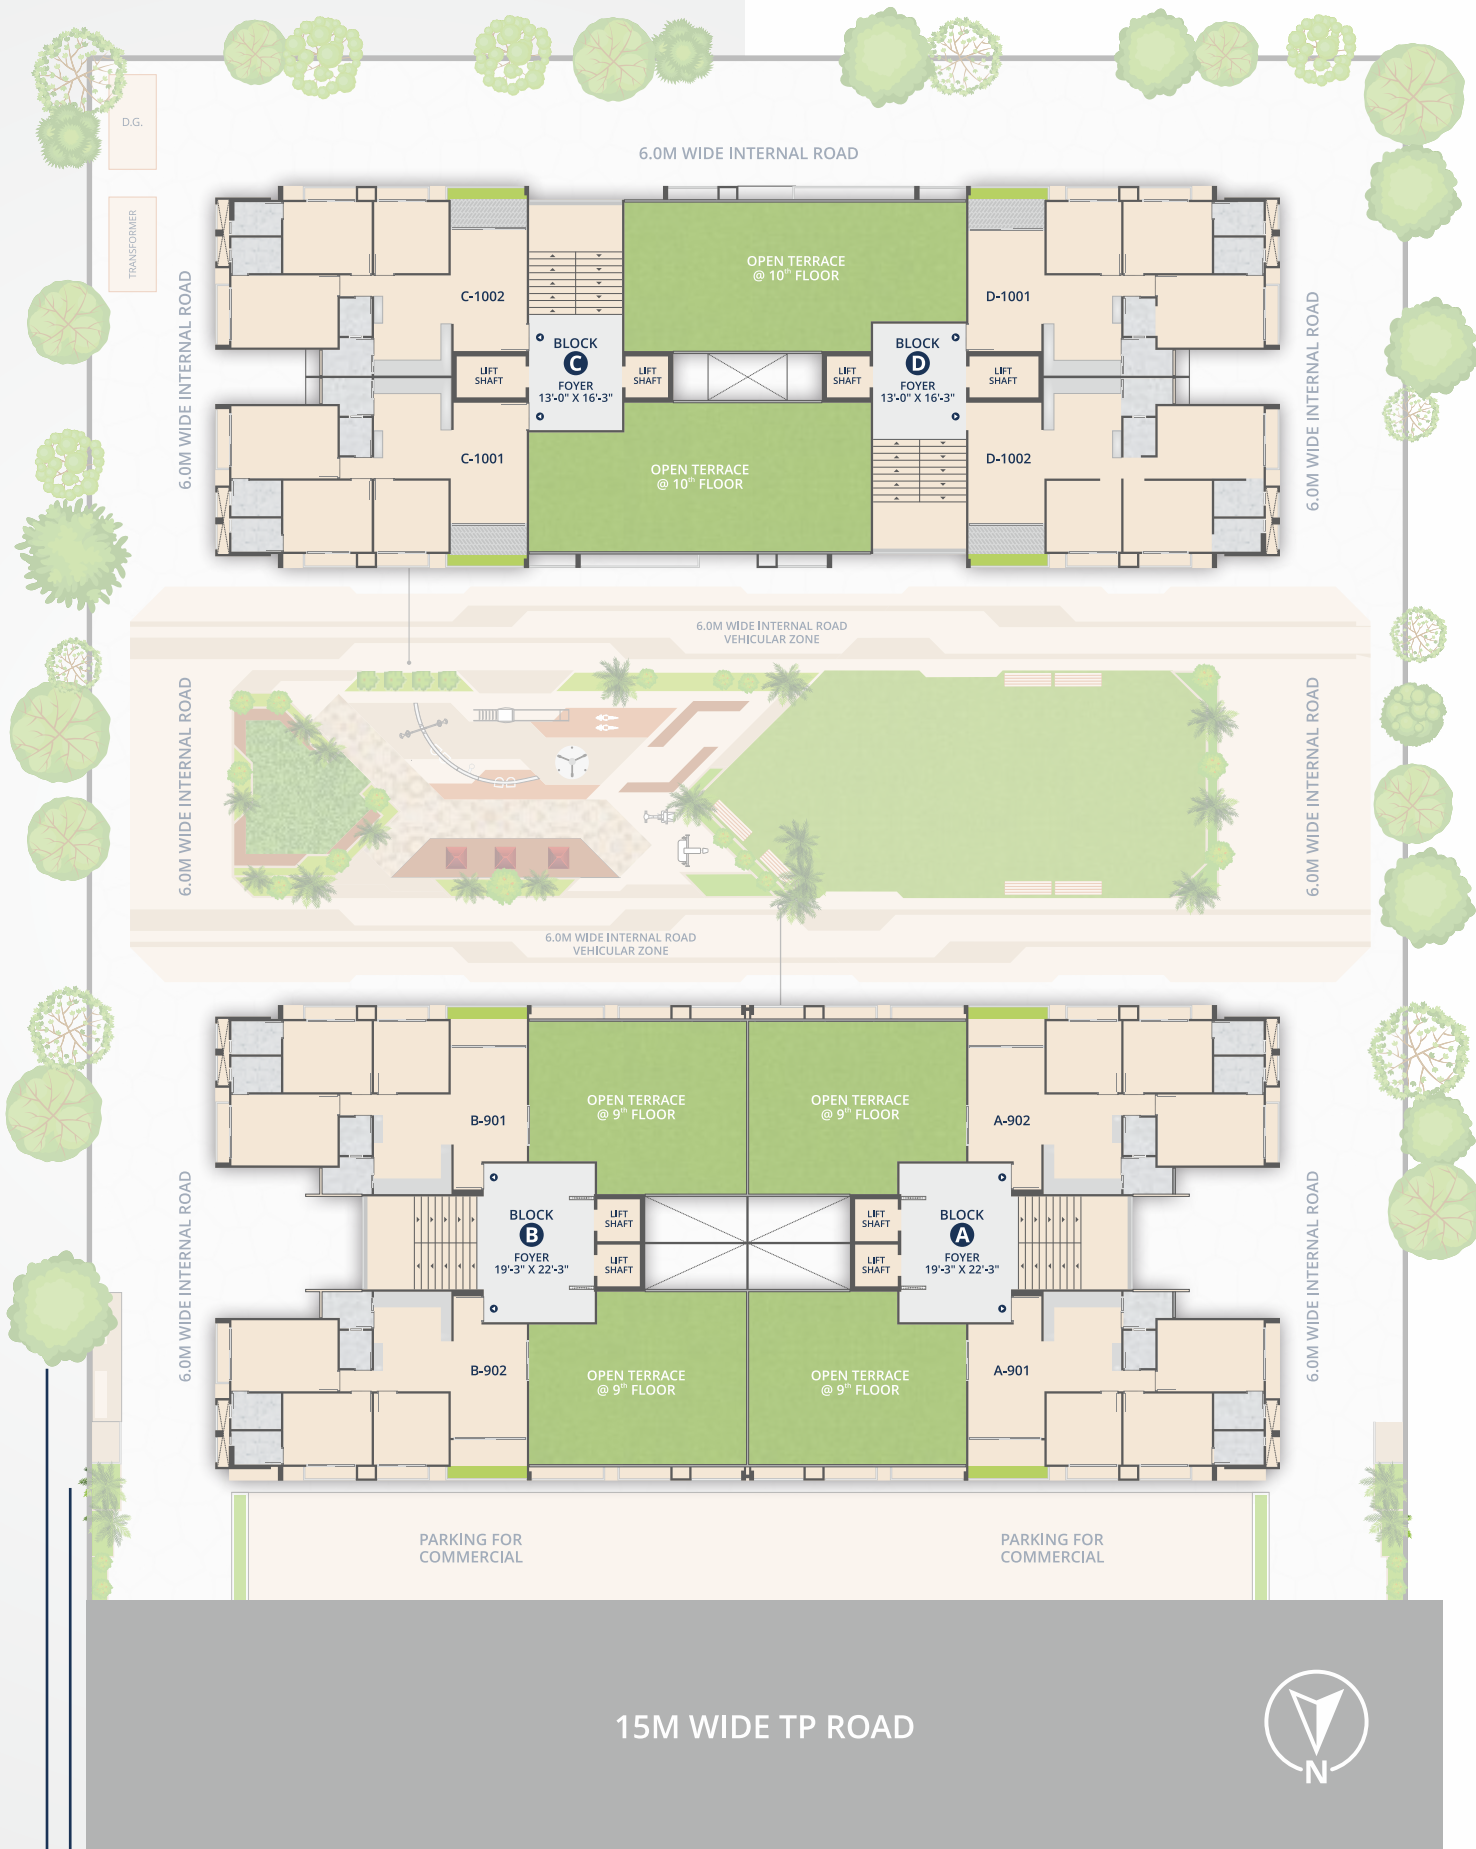 D.G.
TRANSFORMER
6.0M WIDE INTERNAL ROAD
6.0M WIDE INTERNAL ROAD
6.0M WIDE INTERNAL ROAD
OPEN TERRACE
@ 10th FLOOR
C-1002
D-1001
BLOCK
C
FOYER
13'-0" X 16'-3"
LIFT
SHAFT
LIFT
SHAFT
LIFT
SHAFT
BLOCK
D
FOYER
13'-0" X 16'-3"
LIFT
SHAFT
C-1001
OPEN TERRACE
@ 10th FLOOR
D-1002
6.0M WIDE INTERNAL ROAD
VEHICULAR ZONE
6.0M WIDE INTERNAL ROAD
6.0M WIDE INTERNAL ROAD
6.0M WIDE INTERNAL ROAD
VEHICULAR ZONE
OPEN TERRACE
@ 9th FLOOR
OPEN TERRACE
@ 9th FLOOR
B-901
A-902
6.0M WIDE INTERNAL ROAD
BLOCK
B
FOYER
19'-3" X 22'-3"
LIFT
SHAFT
LIFT
SHAFT
LIFT
SHAFT
LIFT
SHAFT
BLOCK
A
FOYER
19'-3" X 22'-3"
6.0M WIDE INTERNAL ROAD
B-902
OPEN TERRACE
@ 9th FLOOR
OPEN TERRACE
@ 9th FLOOR
A-901
PARKING FOR
COMMERCIAL
PARKING FOR
COMMERCIAL
15M WIDE TP ROAD
N